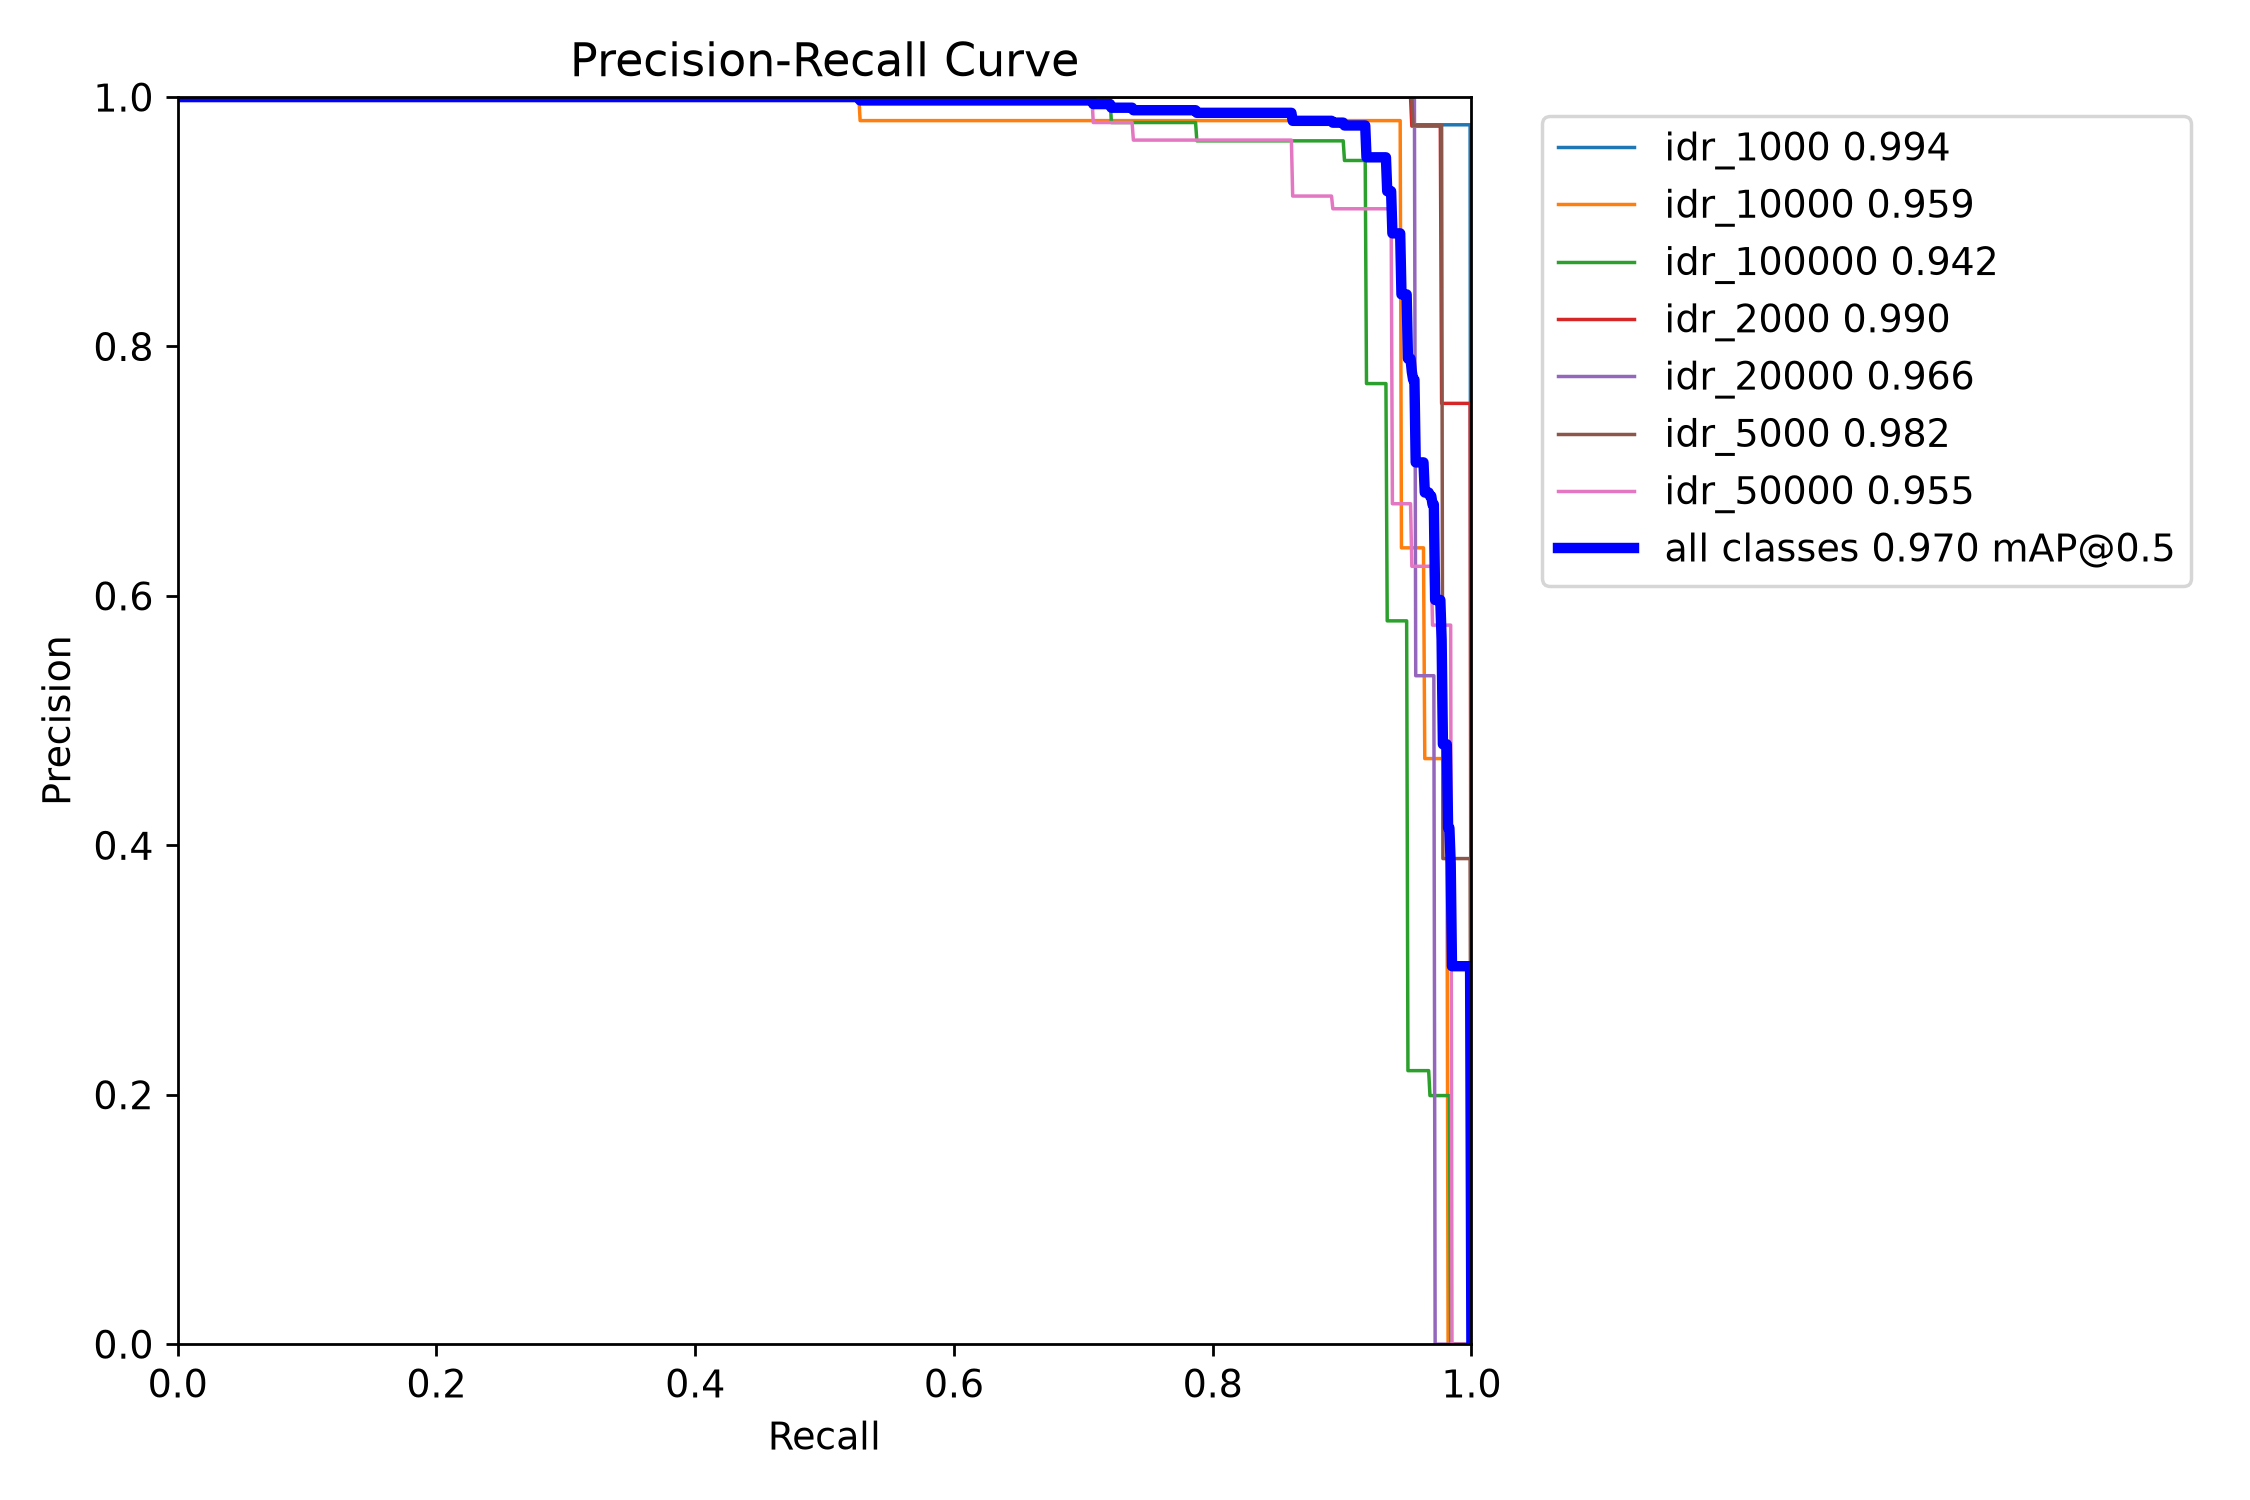 Precision-Recall Curve
1.0
0.8
0.6
0.4
0.2
0.0
Precision
0.0 0.2 0.4 0.6 0.8 1.0
Recall
idr_1000 0.994
idr_10000 0.959
idr_100000 0.942
idr_2000 0.990
idr_20000 0.966
idr_5000 0.982
idr_50000 0.955
all classes 0.970 mAP@0.5